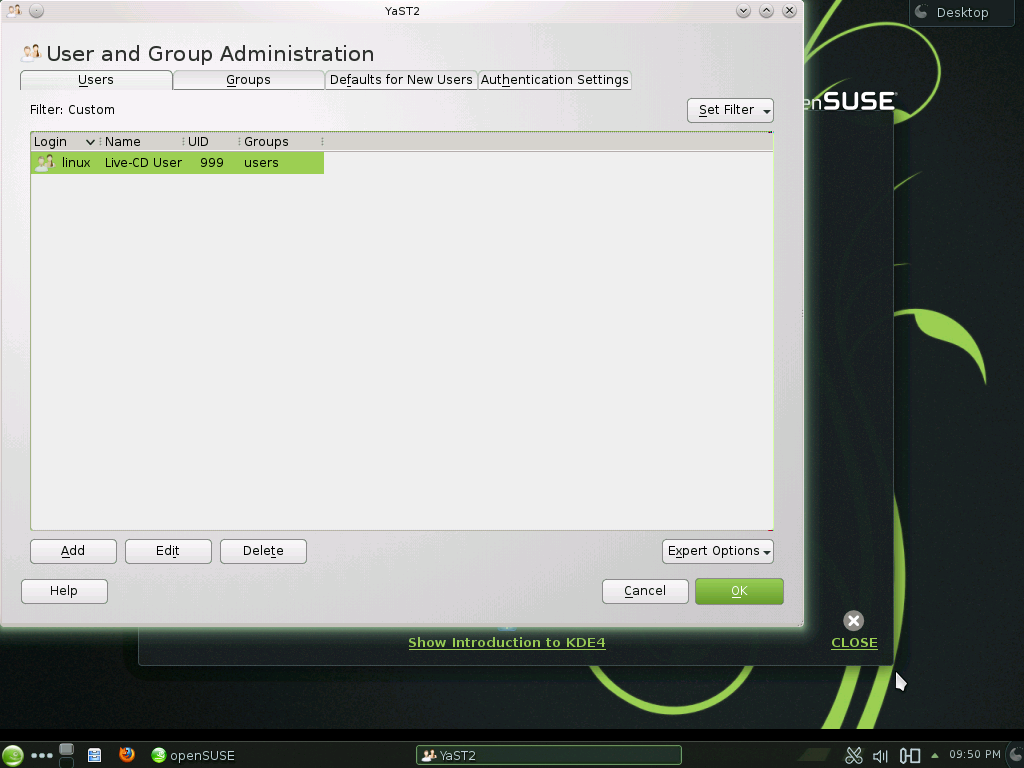 YaST2
Desktop
User and Group Administration
Users Groups Defaults for New Users Authentication Settings
Filter: Custom
Set Filter
enSUSE
Login Name UID Groups
linux Live-CD User 999 users
Add Edit Delete Expert Options
Help Cancel OK
Show Introduction to KDE4 CLOSE
openSUSE YaST2 09:50 PM